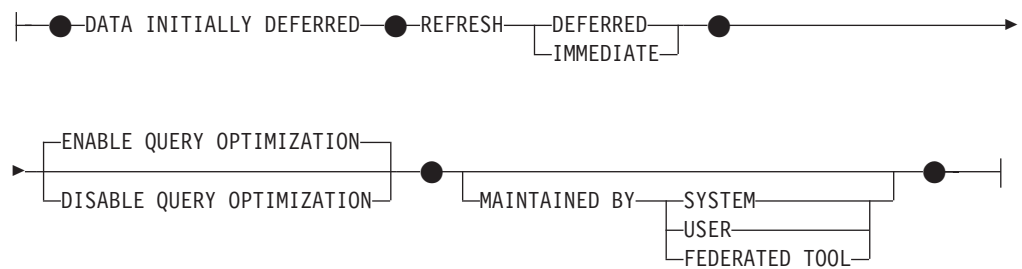 DATA INITIALLY DEFERRED REFRESH DEFERRED
IMMEDIATE
ENABLE QUERY OPTIMIZATION
DISABLE QUERY OPTIMIZATION
MAINTAINED BY SYSTEM
USER
FEDERATED TOOL